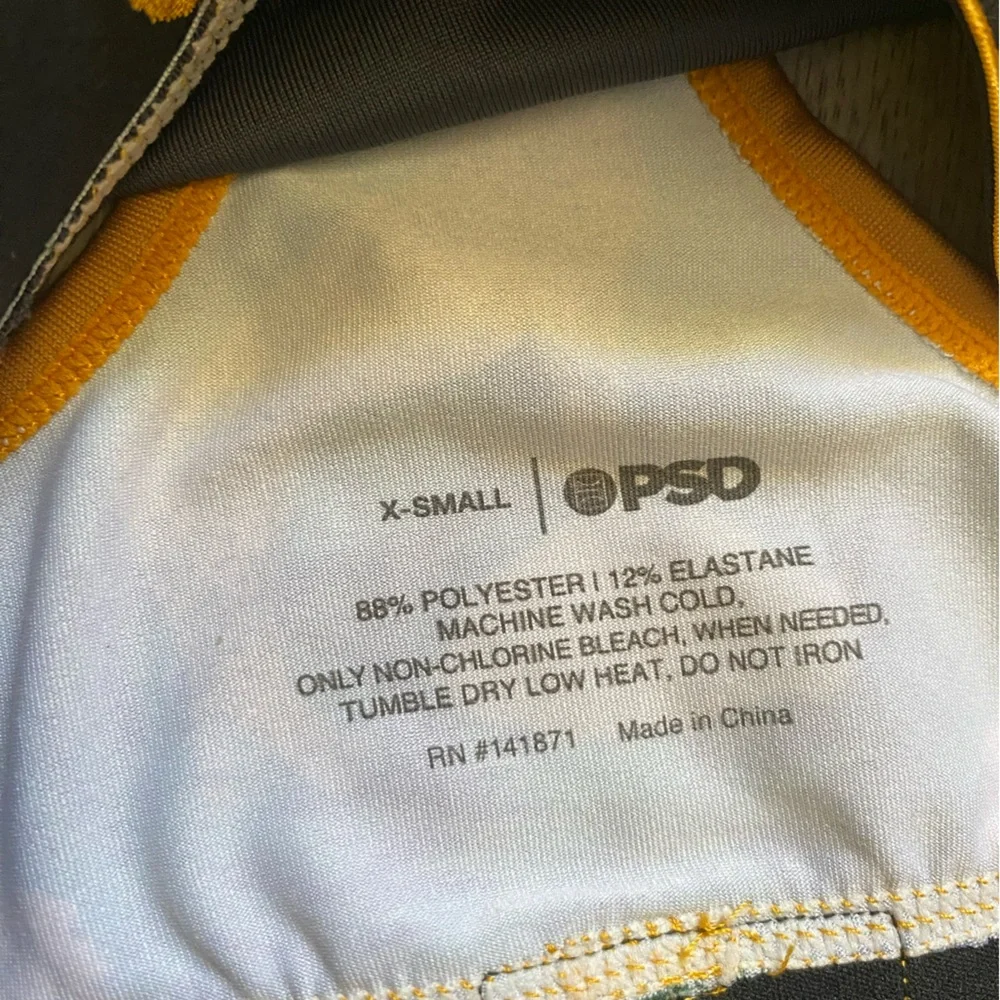 X-SMALL | PSD
88% POLYESTER | 12% ELASTANE
MACHINE WASH COLD,
ONLY NON-CHLORINE BLEACH, WHEN NEEDED,
TUMBLE DRY LOW HEAT, DO NOT IRON
RN #141871 Made in China